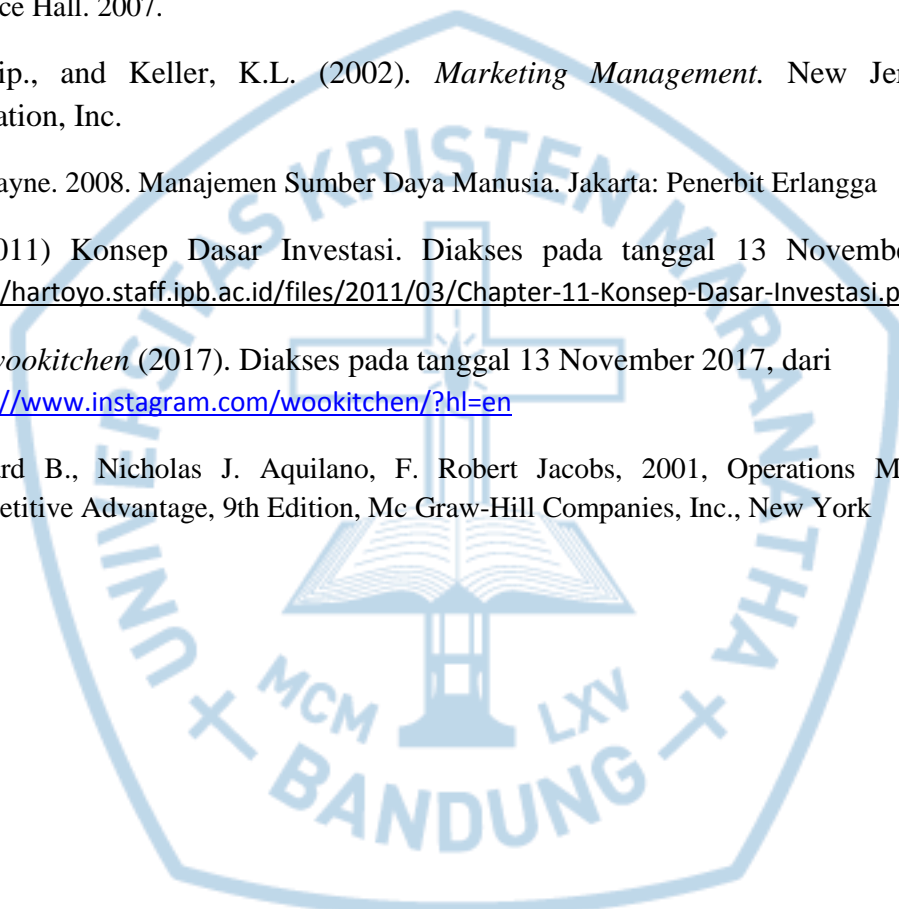 ce Hall. 2007.
ip., and Keller, K.L. (2002). Marketing Management. New Jer
ation, Inc.
ayne. 2008. Manajemen Sumber Daya Manusia. Jakarta: Penerbit Erlangga
011) Konsep Dasar Investasi. Diakses pada tanggal 13 Novembe
/hartoyo.staff.ipb.ac.id/files/2011/03/Chapter-11-Konsep-Dasar-Investasi.p
wookitchen (2017). Diakses pada tanggal 13 November 2017, dari
//www.instagram.com/wookitchen/?hl=en
ard B., Nicholas J. Aquilano, F. Robert Jacobs, 2001, Operations M
etitive Advantage, 9th Edition, Mc Graw-Hill Companies, Inc., New York
UNIVERSITAS KRISTEN MARANATHA
MCM LXV
BANDUNG